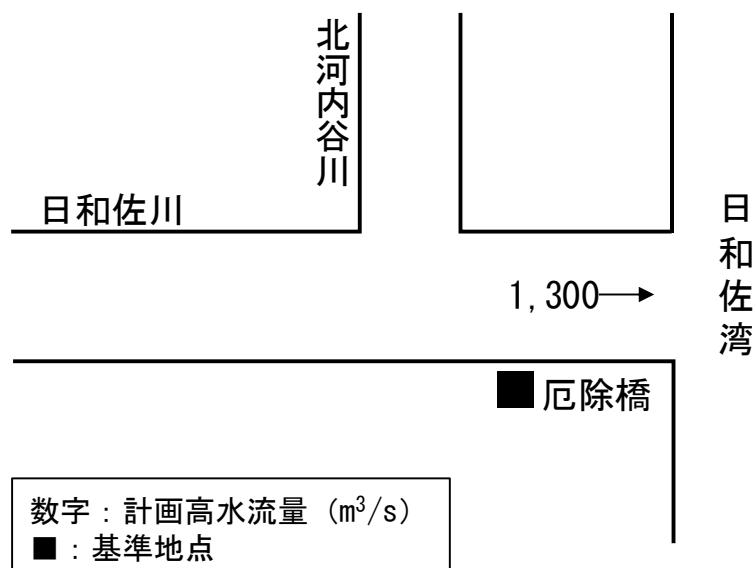 北河内谷川
日和佐川
日和佐湾
1,300→
■厄除橋
数字：計画高水流量（m³/s）
■：基準地点